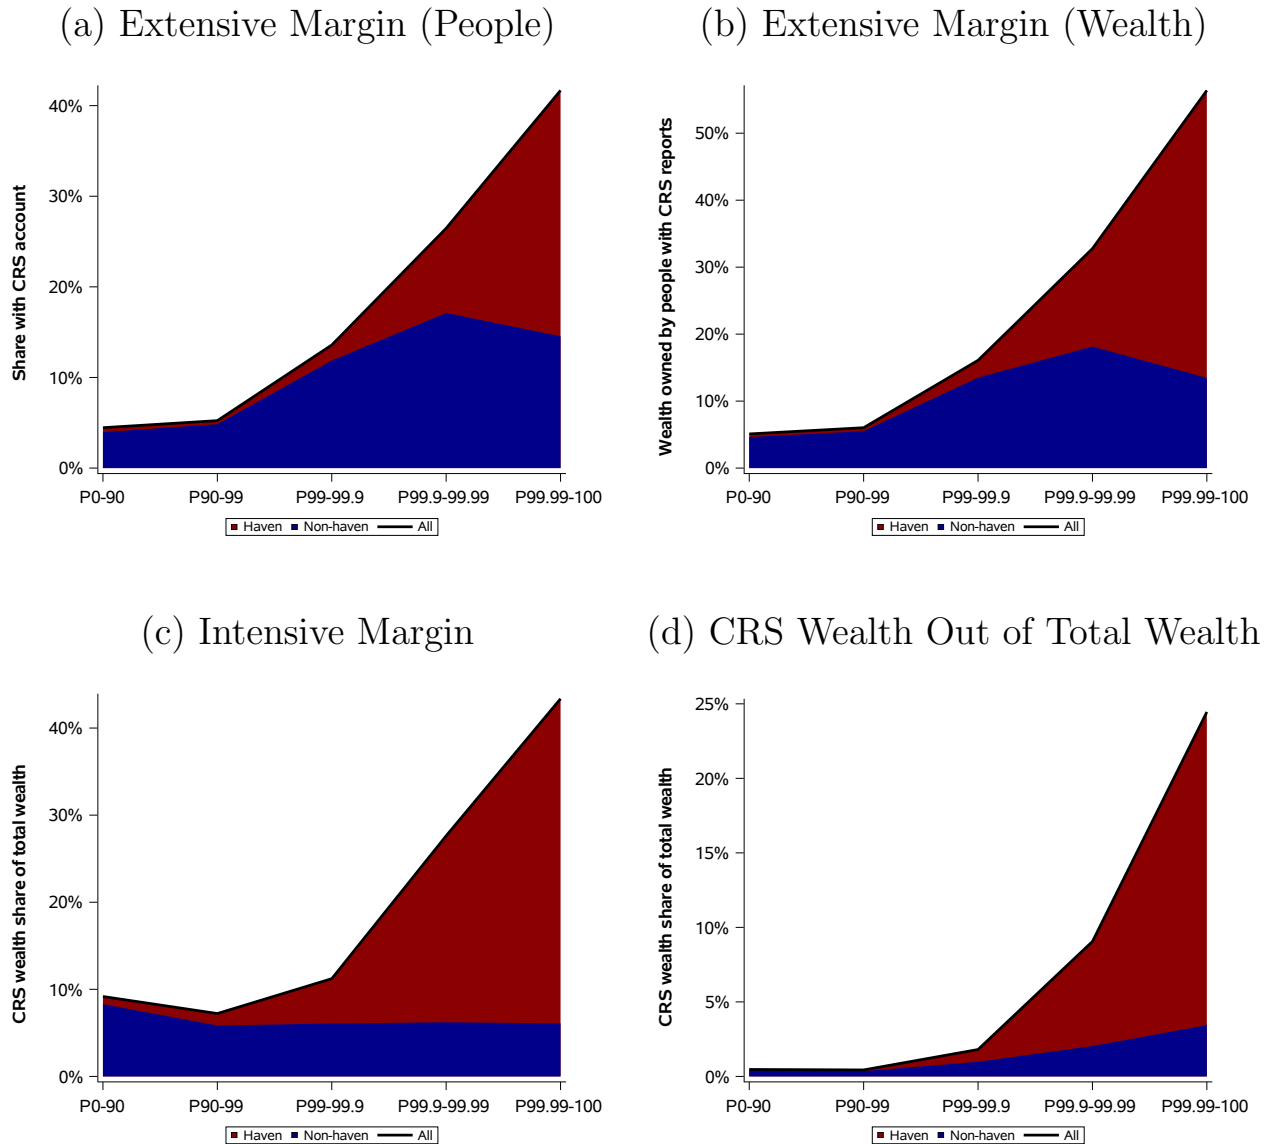 (a) Extensive Margin (People)
Share with CRS account
40%
30%
20%
10%
0%
P0-90 P90-99 P99-99.9 P99.9-99.99 P99.99-100
Haven Non-haven All
(b) Extensive Margin (Wealth)
Wealth owned by people with CRS reports
50%
40%
30%
20%
10%
0%
P0-90 P90-99 P99-99.9 P99.9-99.99 P99.99-100
Haven Non-haven All
(c) Intensive Margin
CRS wealth share of total wealth
40%
30%
20%
10%
0%
P0-90 P90-99 P99-99.9 P99.9-99.99 P99.99-100
Haven Non-haven All
(d) CRS Wealth Out of Total Wealth
CRS wealth share of total wealth
25%
20%
15%
10%
5%
0%
P0-90 P90-99 P99-99.9 P99.9-99.99 P99.99-100
Haven Non-haven All